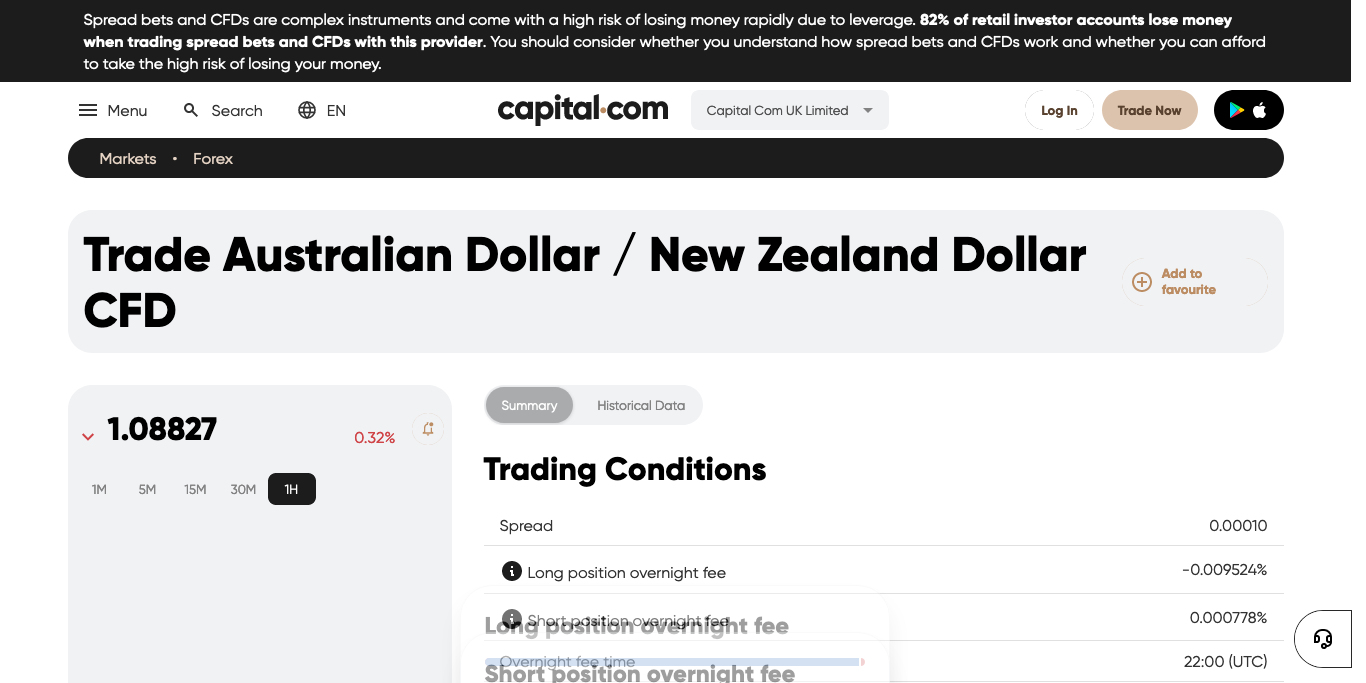 Spread bets and CFDs are complex instruments and come with a high risk of losing money rapidly due to leverage. 82% of retail investor accounts lose money
when trading spread bets and CFDs with this provider. You should consider whether you understand how spread bets and CFDs work and whether you can afford
to take the high risk of losing your money.
Menu Search EN capital.com Capital Com UK Limited Log In Trade Now
Markets • Forex
Trade Australian Dollar / New Zealand Dollar
CFD
Add to
favourite
1.08827 0.32%
1M 5M 15M 30M 1H
Summary Historical Data
Trading Conditions
Spread 0.00010
Long position overnight fee -0.009524%
Short position overnight fee 0.000778%
Long position overnight fee
Overnight fee time 22:00 (UTC)
Short position overnight fee